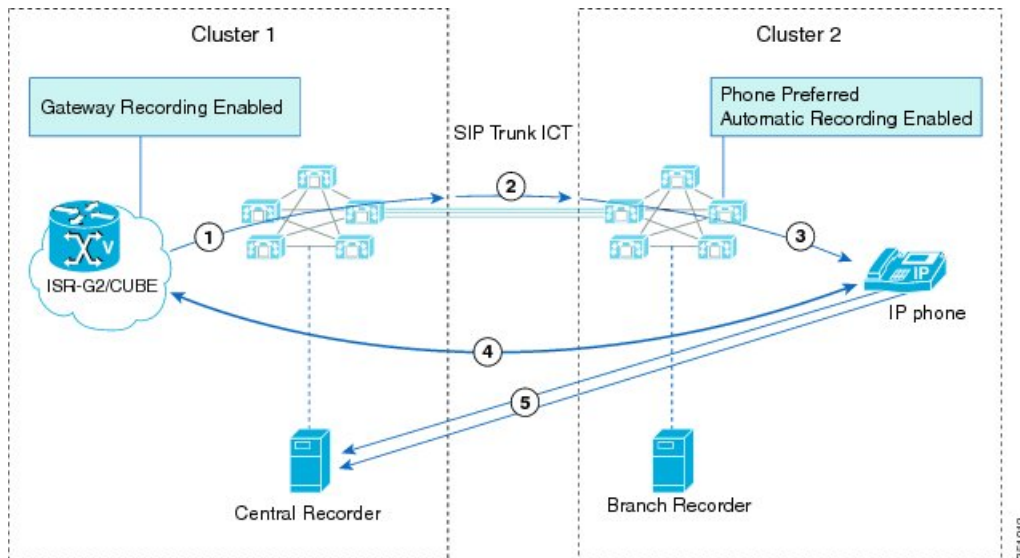 Cluster 1
Cluster 2
Gateway Recording Enabled
Phone Preferred
Automatic Recording Enabled
SIP Trunk ICT
1
2
3
V
ISR-G2/CUBE
IP
IP phone
4
5
Central Recorder
Branch Recorder